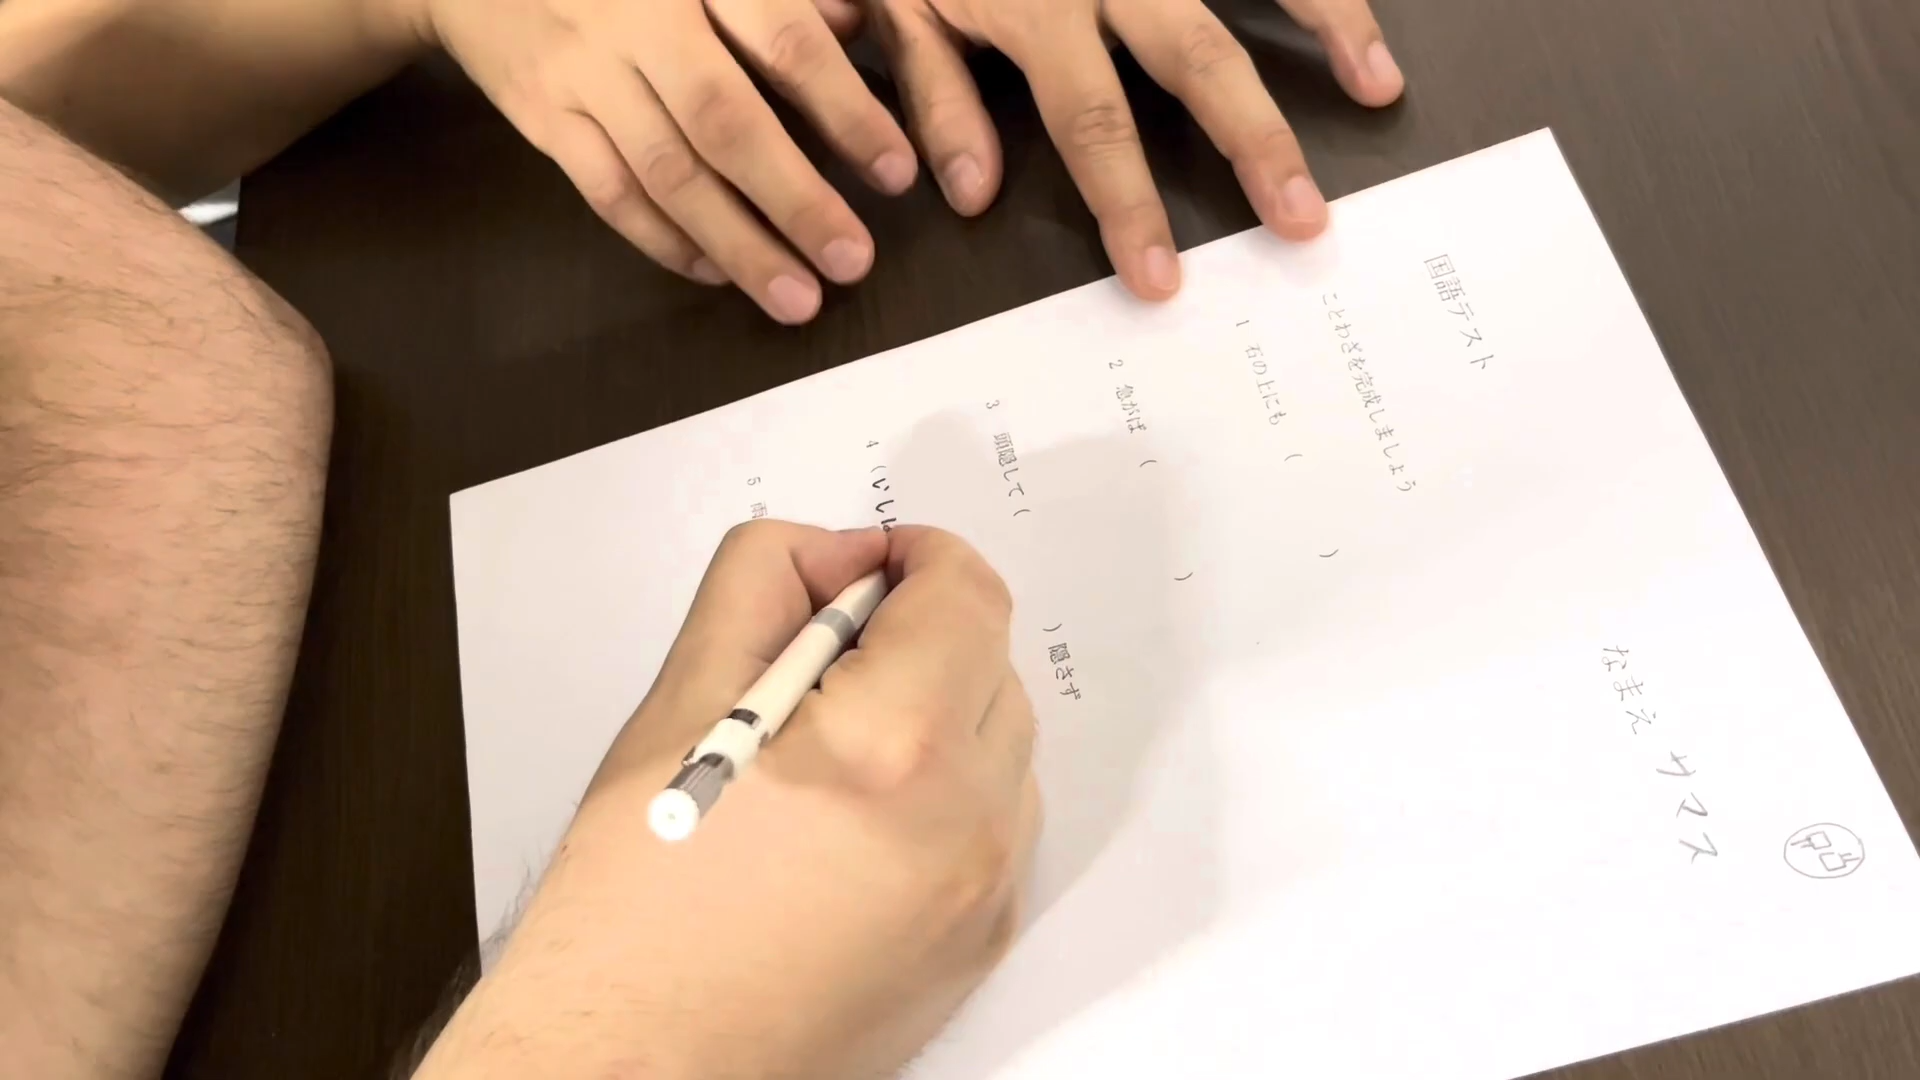 国語テスト
なまえ サマス
ことわざを完成しましょう
1 石の上にも ( )
2 急がば ( )
3 頭隠して ( ) 隠さず
4 (いしば
5 雨